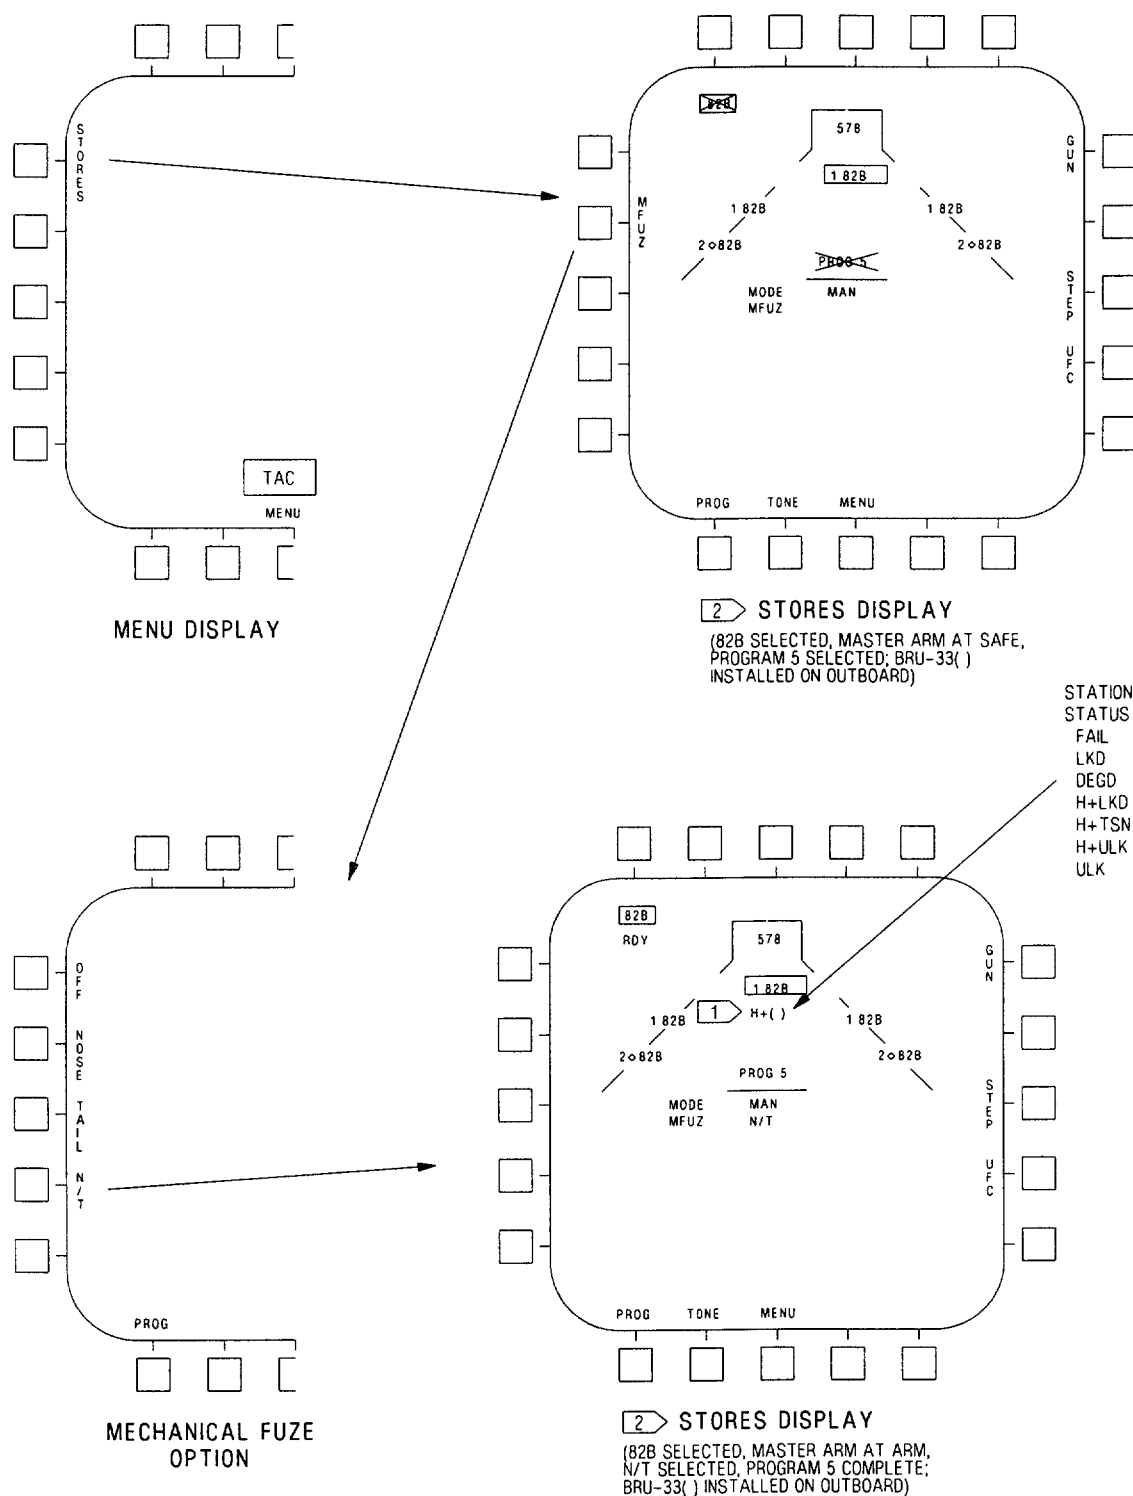 STORES
TAC
MENU
MENU DISPLAY
82B
578
1 82B
1 82B
1 82B
2◇82B
2◇82B
PROG 5
MODE MAN
MFUZ
MFUZ
GUN
STEP
UFC
PROG TONE MENU
2 STORES DISPLAY
(82B SELECTED, MASTER ARM AT SAFE,
PROGRAM 5 SELECTED; BRU-33( )
INSTALLED ON OUTBOARD)
STATION
STATUS
FAIL
LKD
DEGD
H+LKD
H+TSN
H+ULK
ULK
OFF
NOSE
TAIL
N/T
PROG
MECHANICAL FUZE
OPTION
82B
RDY
578
1 82B
1 H+( )
1 82B
1 82B
2◇82B
2◇82B
PROG 5
MODE MAN
MFUZ N/T
GUN
STEP
UFC
PROG TONE MENU
2 STORES DISPLAY
(82B SELECTED, MASTER ARM AT ARM,
N/T SELECTED, PROGRAM 5 COMPLETE;
BRU-33( ) INSTALLED ON OUTBOARD)